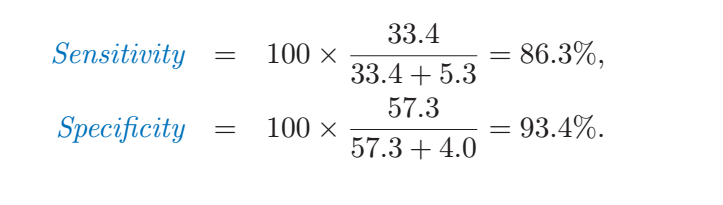 Sensitivity = 100 × 33.4 / (33.4 + 5.3) = 86.3%,
Specificity = 100 × 57.3 / (57.3 + 4.0) = 93.4%.